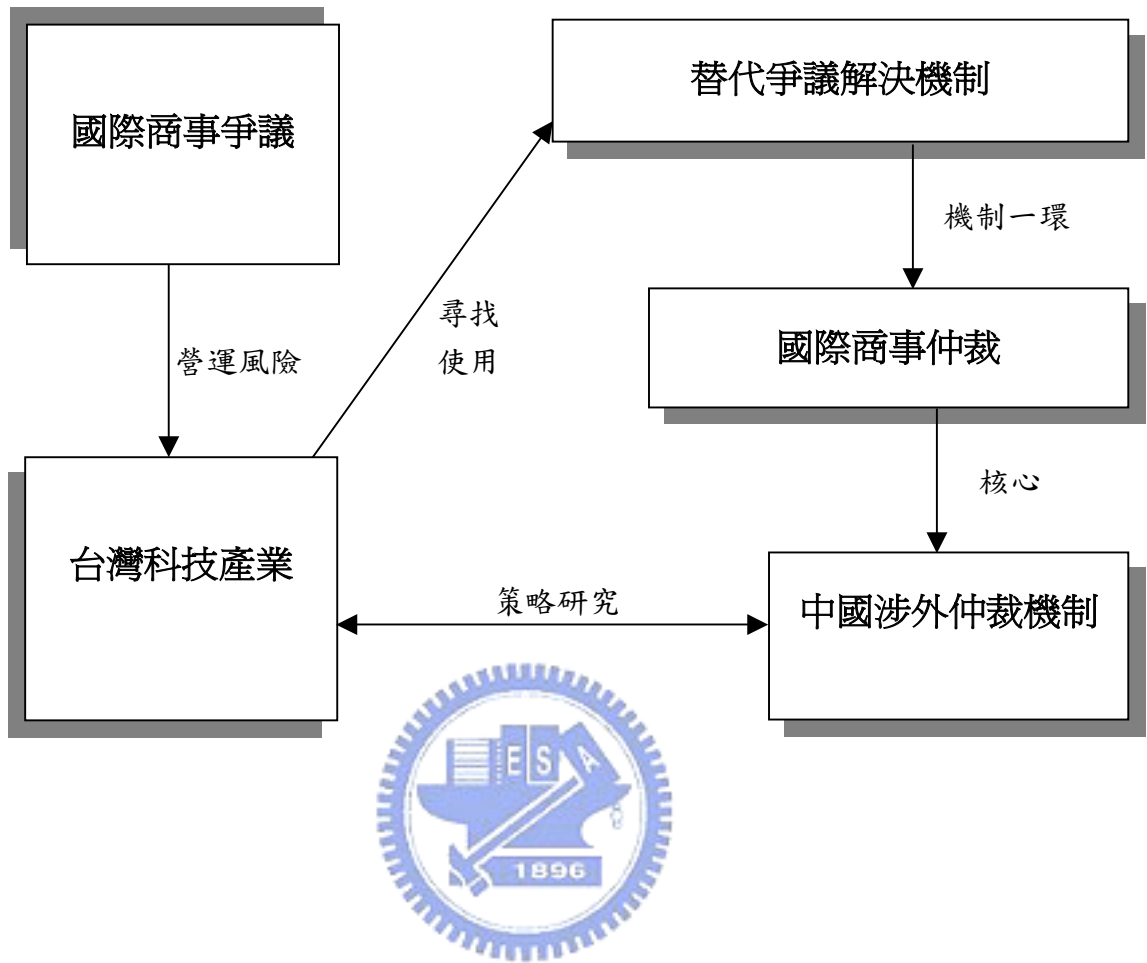 國際商事爭議
替代爭議解決機制
機制一環
尋找
使用
國際商事仲裁
營運風險
核心
台灣科技產業
策略研究
中國涉外仲裁機制
E S A
1896